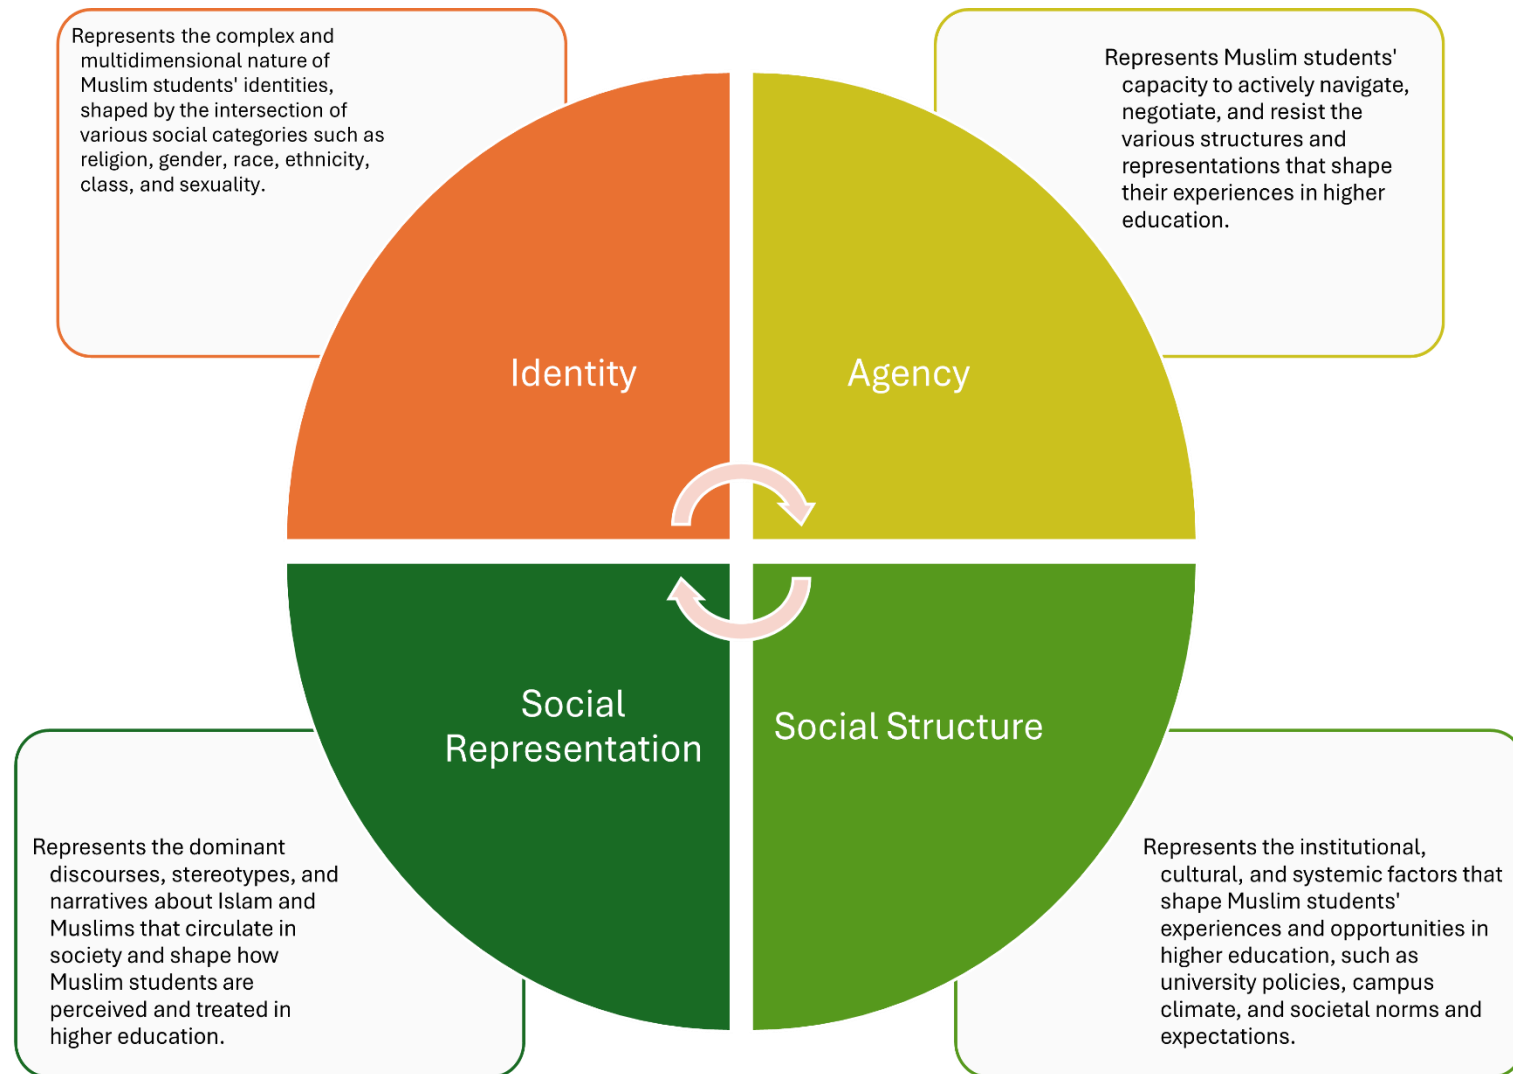 Represents the complex and
multidimensional nature of
Muslim students' identities,
shaped by the intersection of
various social categories such as
religion, gender, race, ethnicity,
class, and sexuality.
Represents Muslim students'
capacity to actively navigate,
negotiate, and resist the
various structures and
representations that shape
their experiences in higher
education.
Identity
Agency
Social
Representation
Social Structure
Represents the dominant
discourses, stereotypes, and
narratives about Islam and
Muslims that circulate in
society and shape how
Muslim students are
perceived and treated in
higher education.
Represents the institutional,
cultural, and systemic factors that
shape Muslim students'
experiences and opportunities in
higher education, such as
university policies, campus
climate, and societal norms and
expectations.